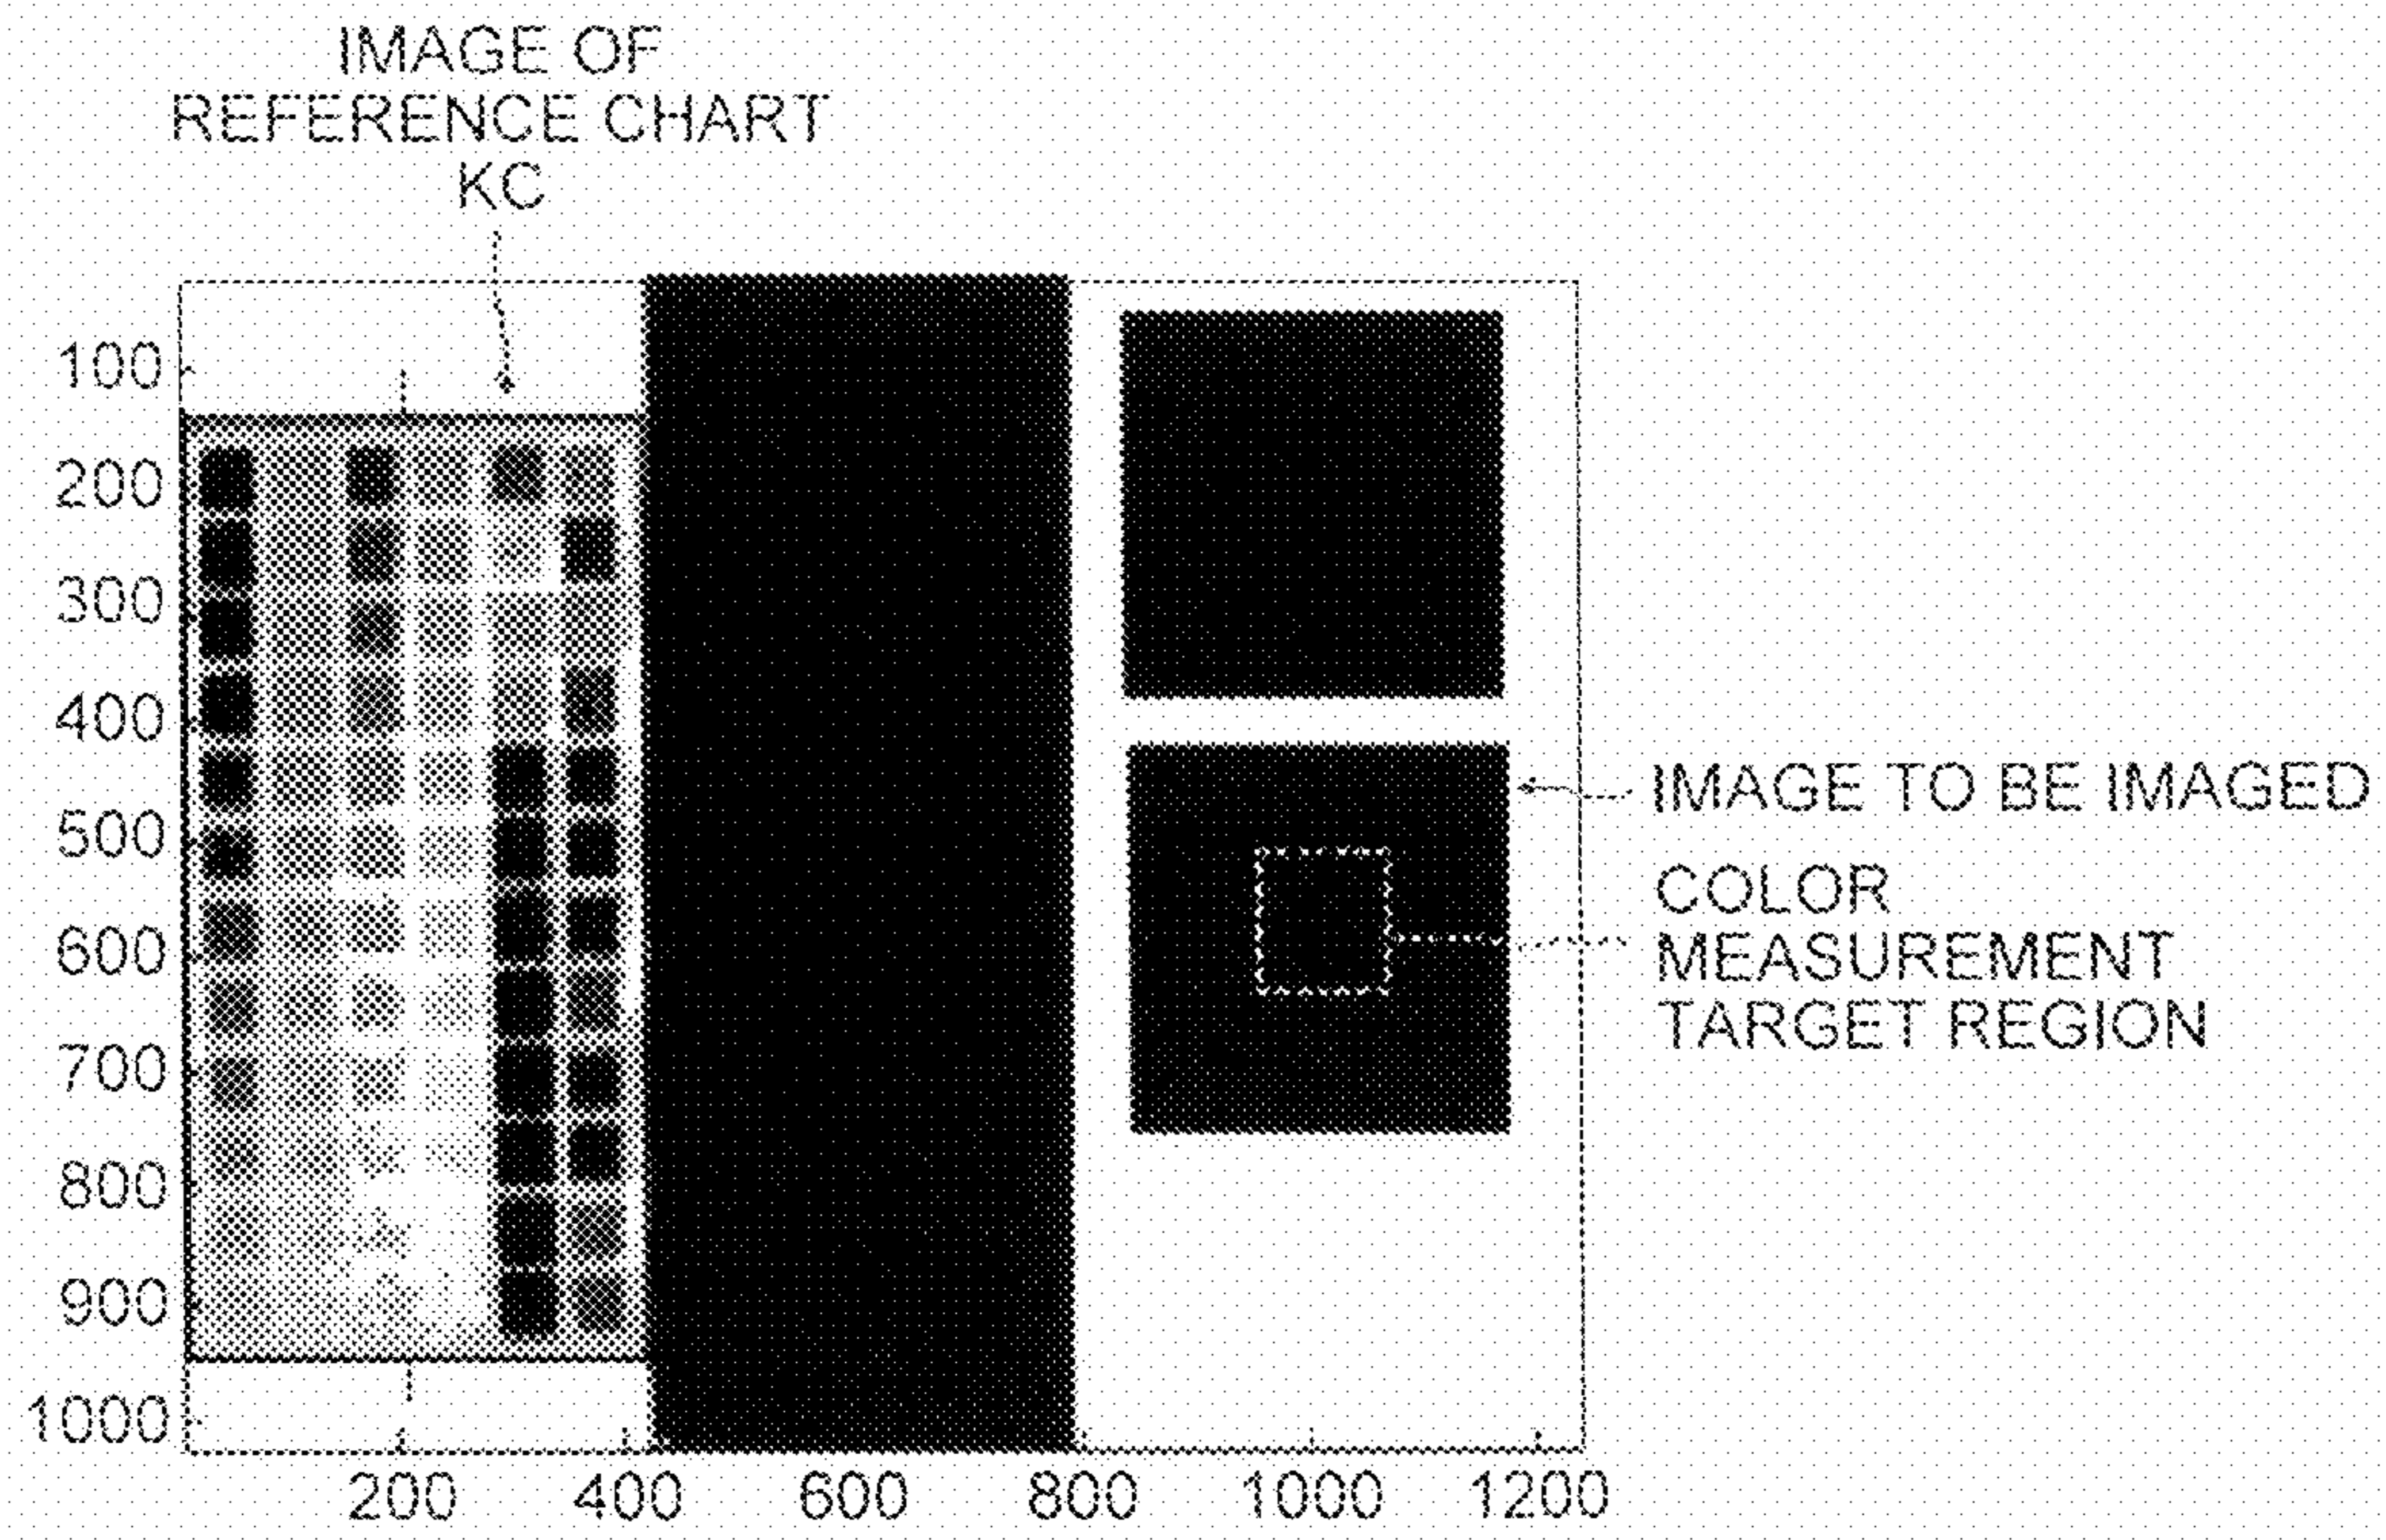 IMAGE OF
REFERENCE CHART
KC
100
200
300
400
500
600
700
800
900
1000
200 400 600 800 1000 1200
IMAGE TO BE IMAGED
COLOR
MEASUREMENT
TARGET REGION